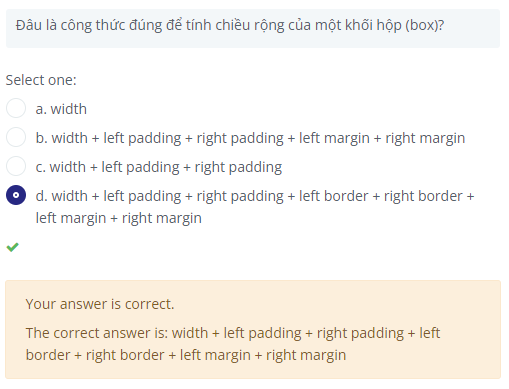 Đâu là công thức đúng để tính chiều rộng của một khối hộp (box)?
Select one:
a. width
b. width + left padding + right padding + left margin + right margin
c. width + left padding + right padding
d. width + left padding + right padding + left border + right border +
left margin + right margin
Your answer is correct.
The correct answer is: width + left padding + right padding + left
border + right border + left margin + right margin